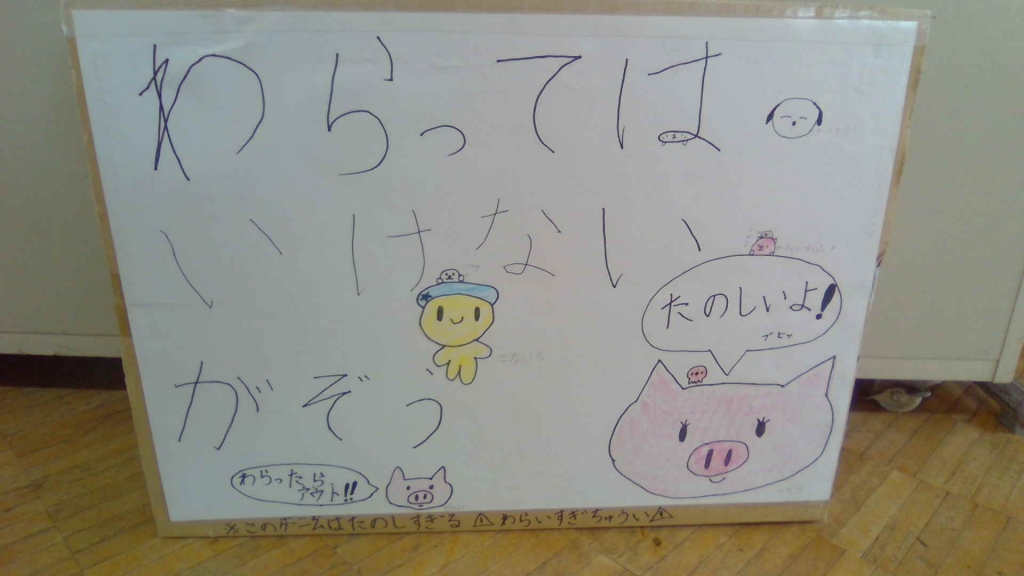 わらっては
いけない
がぞう
たのしいよ!
ブヒッ
わらったら
アウト!!
※このゲームはたのしすぎる ⚠わらいすぎちゅうい⚠